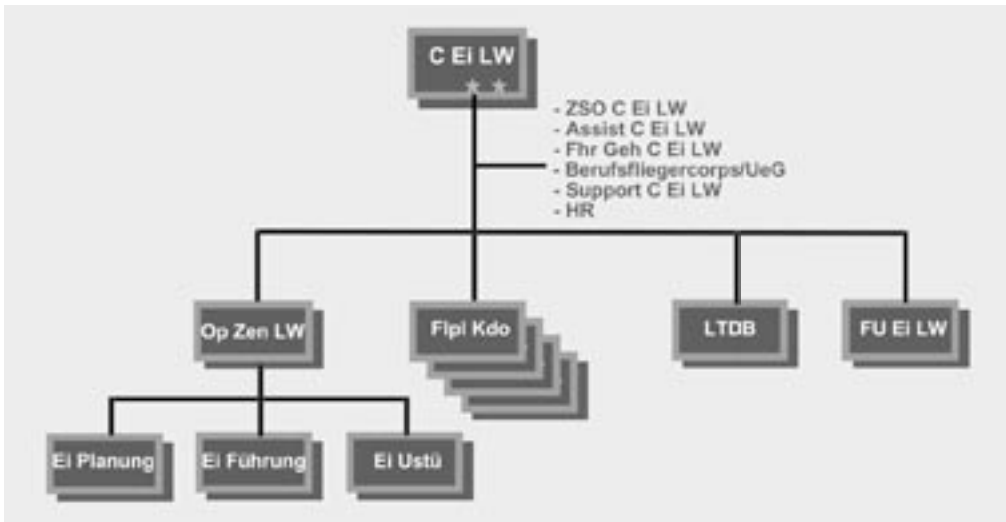 C Ei LW
- ZSO C Ei LW
- Assist C Ei LW
- Fhr Geh C Ei LW
- Berufsfliegercorps/UeG
- Support C Ei LW
- HR
Op Zen LW
Flpl Kdo
LTDB
FU Ei LW
Ei Planung
Ei Führung
Ei Ustü